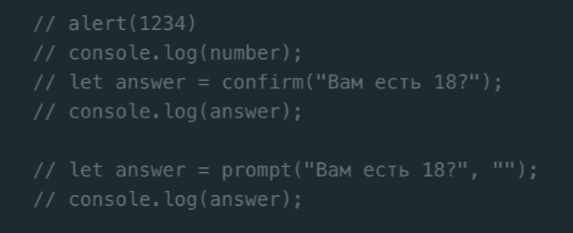 // alert(1234)
// console.log(number);
// let answer = confirm("Вам есть 18?");
// console.log(answer);
// let answer = prompt("Вам есть 18?", "");
// console.log(answer);